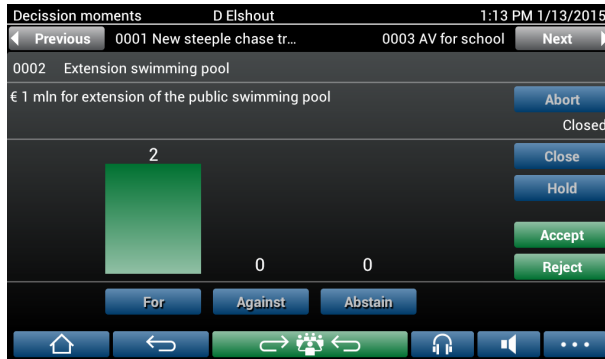 Decission moments D Elshout 1:13 PM 1/13/2015
Previous 0001 New steeple chase tr... 0003 AV for school Next
0002 Extension swimming pool
€ 1 mln for extension of the public swimming pool Abort
Closed
2 Close
Hold
Accept
0 0 Reject
For Against Abstain